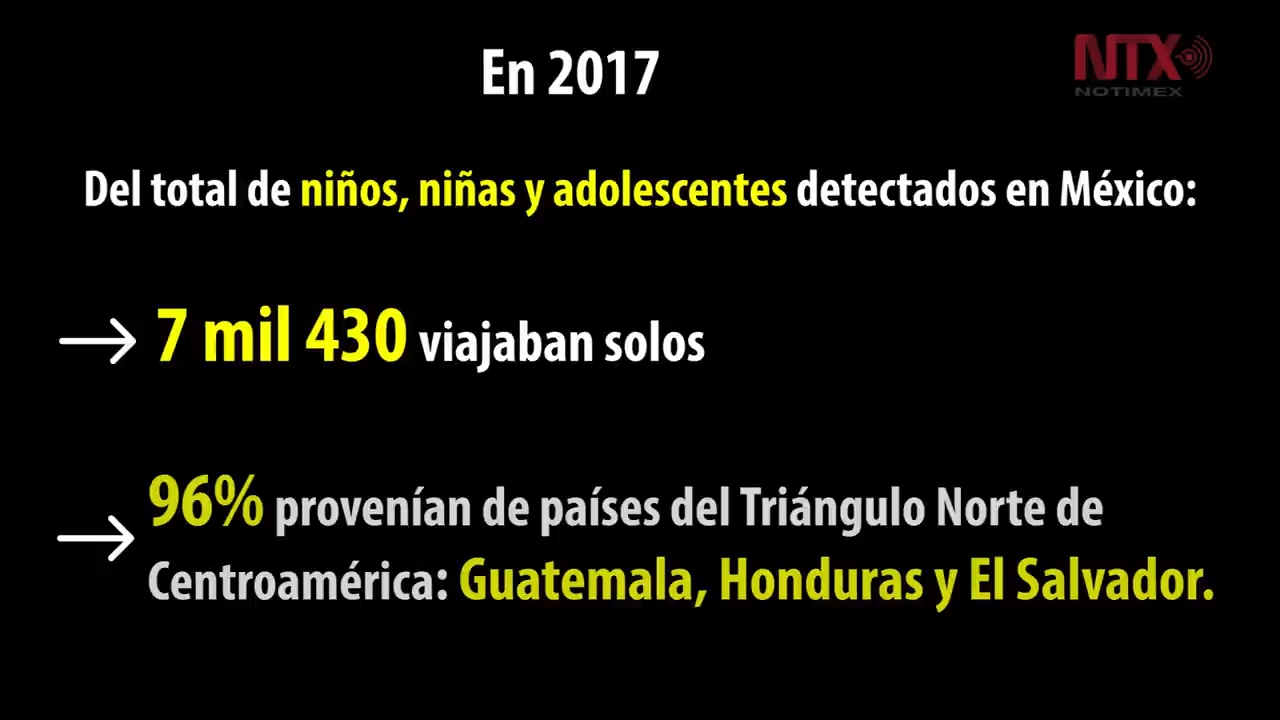 En 2017
NTX
NOTIMEX
Del total de niños, niñas y adolescentes detectados en México:
7 mil 430 viajaban solos
96% provenían de países del Triángulo Norte de
Centroamérica: Guatemala, Honduras y El Salvador.